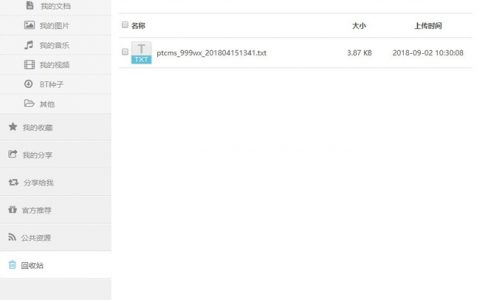 我的文档
我的图片
我的音乐
我的视频
BT种子
其他
我的收藏
我的分享
分享给我
官方推荐
公共资源
回收站
名称 大小 上传时间
TXT ptcms_999wx_201804151341.txt 3.87 KB 2018-09-02 10:30:08